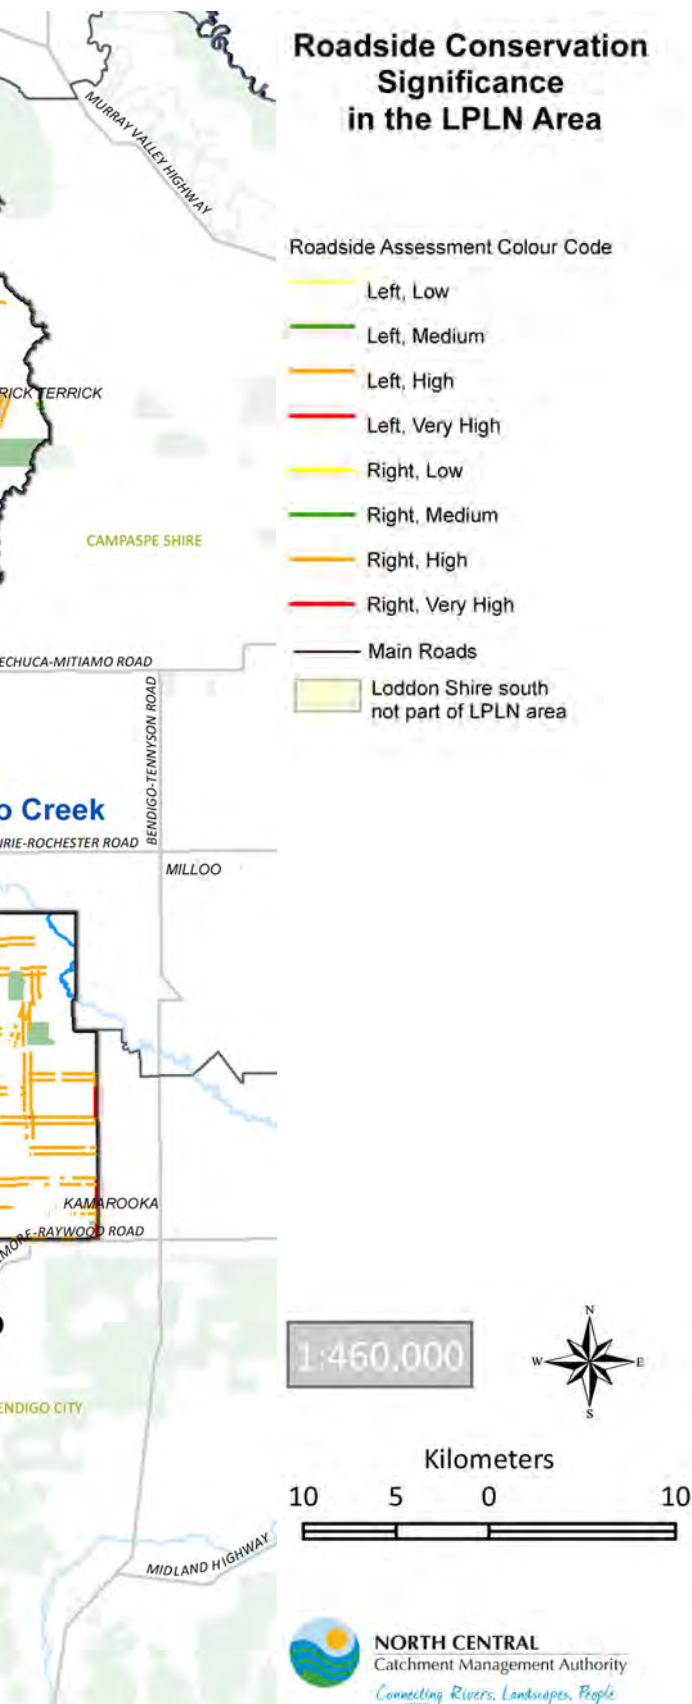 Roadside Conservation
Significance
in the LPLN Area
MURRAY VALLEY HIGHWAY
Roadside Assessment Colour Code
Left, Low
Left, Medium
Left, High
Left, Very High
Right, Low
Right, Medium
Right, High
Right, Very High
Main Roads
Loddon Shire south
not part of LPLN area
RICK TERRICK
CAMPASPE SHIRE
ECHUCA-MITIAMO ROAD
BENDIGO-TENNYSON ROAD
o Creek
IRIE-ROCHESTER ROAD
MILLOO
KAMAROOKA
MORE-RAYWOOD ROAD
ENDIGO CITY
MIDLAND HIGHWAY
1:460,000
N
W E
S
Kilometers
10 5 0 10
NORTH CENTRAL
Catchment Management Authority
Connecting Rivers, Landscapes, People